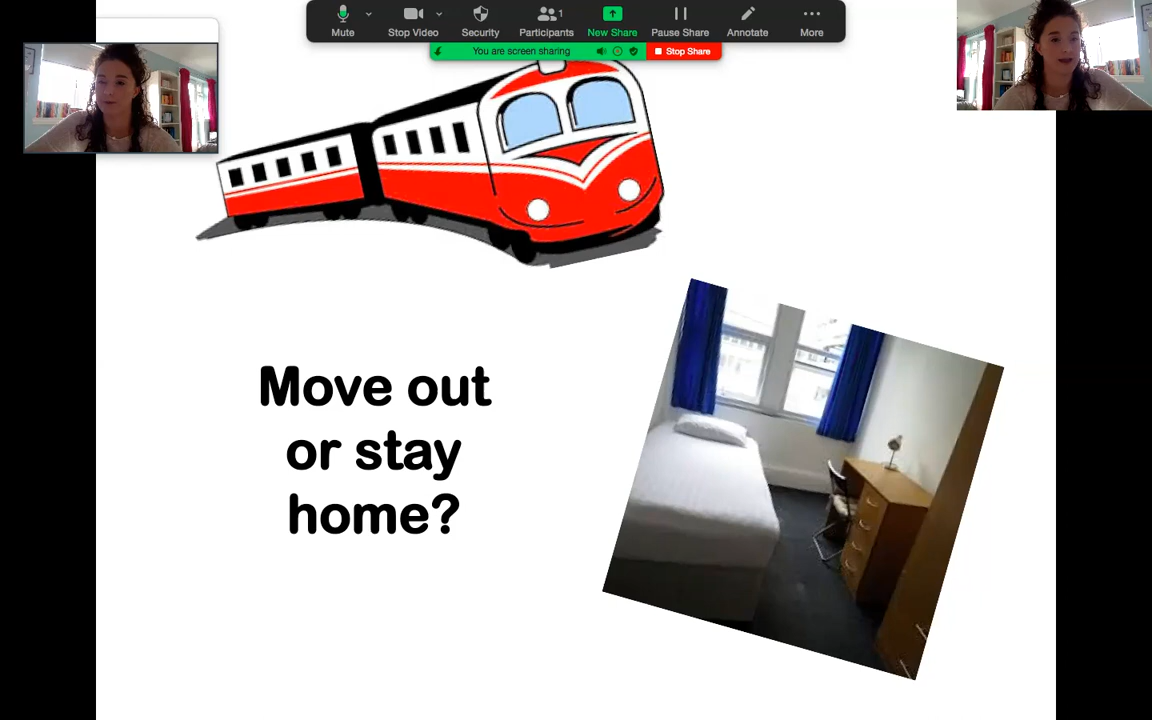 Mute
Stop Video
Security
1
Participants
New Share
Pause Share
Annotate
More
You are screen sharing
Stop Share
Move out
or stay
home?